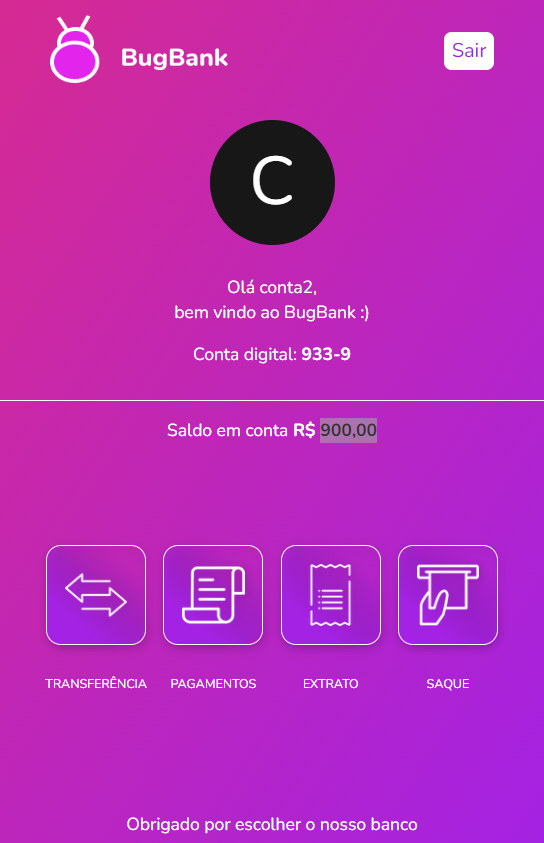 BugBank
Sair
C
Olá conta2,
bem vindo ao BugBank :)
Conta digital: 933-9
Saldo em conta R$ 900,00
TRANSFERÊNCIA
PAGAMENTOS
EXTRATO
SAQUE
Obrigado por escolher o nosso banco